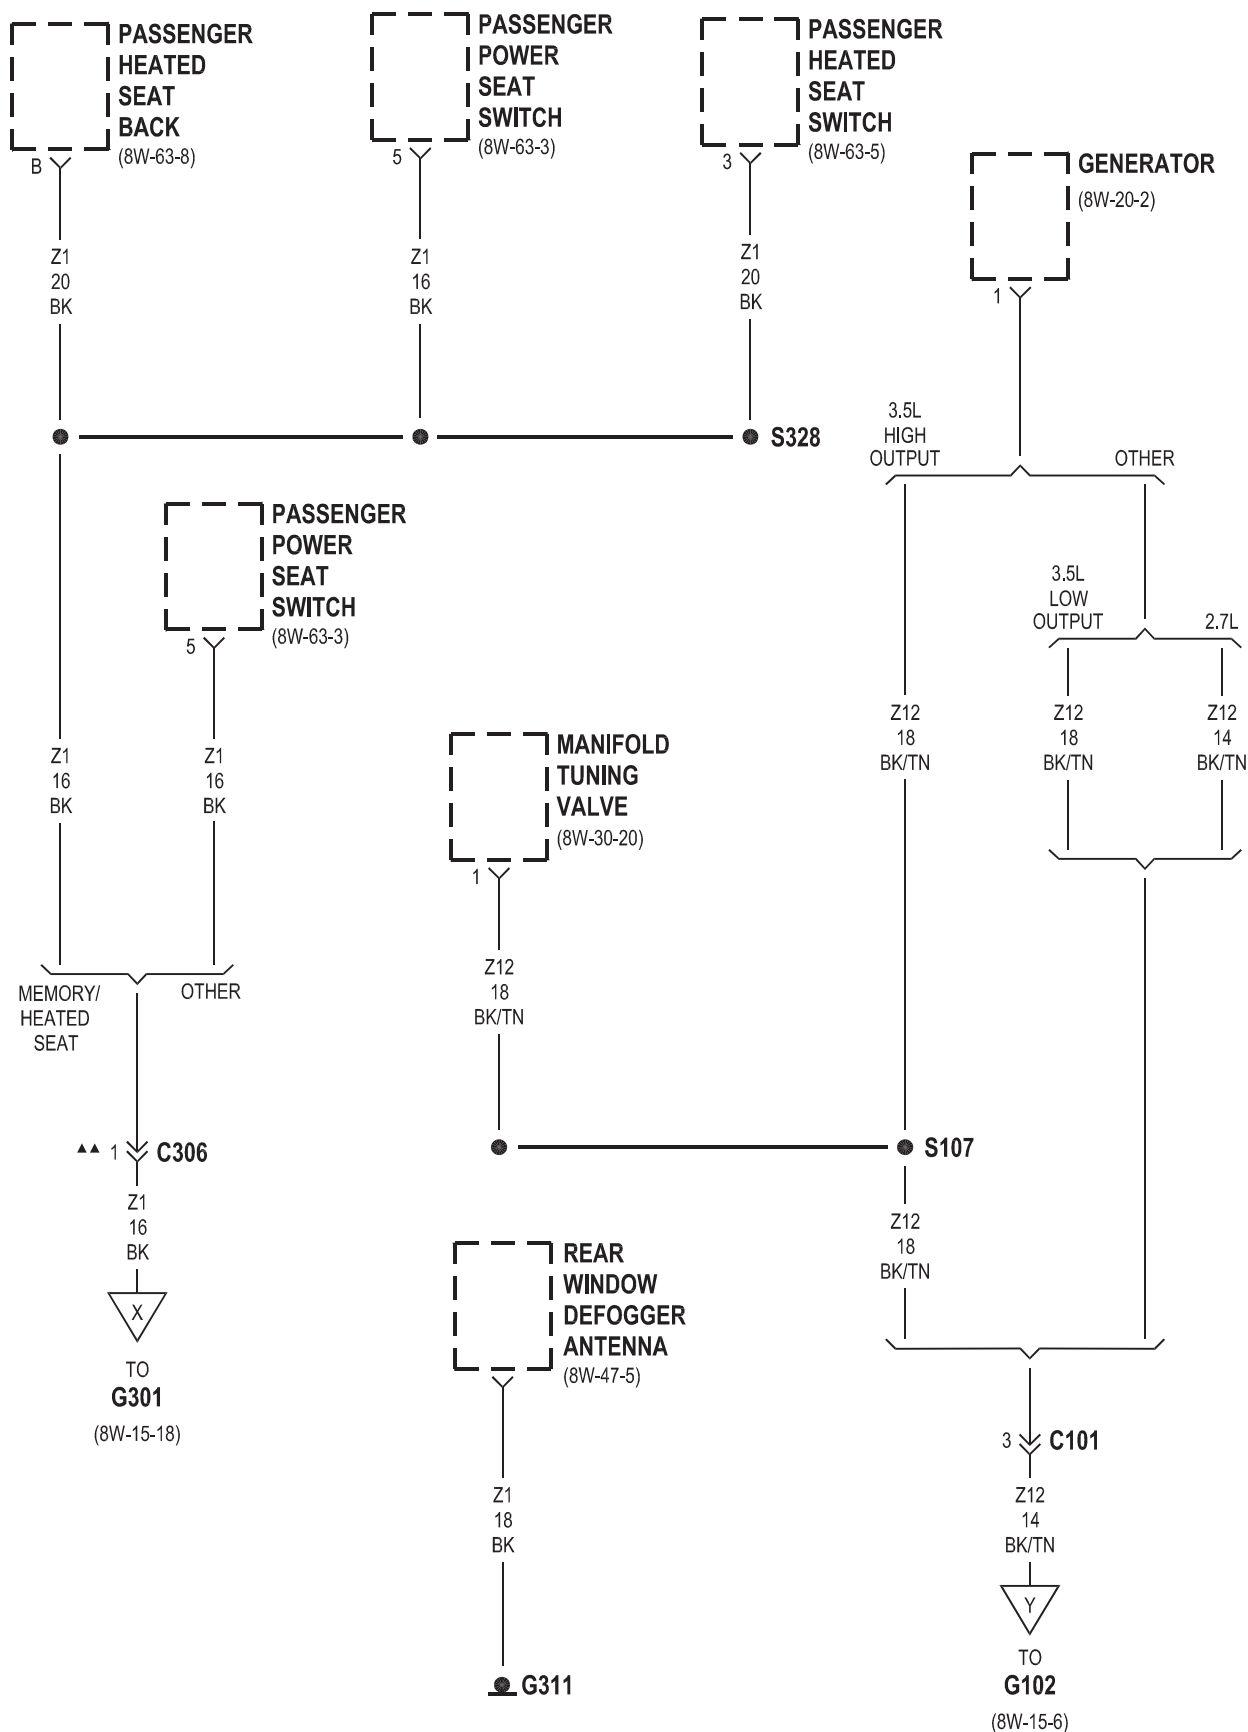 PASSENGER
HEATED
SEAT
BACK
(8W-63-8)
B
Z1
20
BK
PASSENGER
POWER
SEAT
SWITCH
(8W-63-3)
5
Z1
16
BK
PASSENGER
HEATED
SEAT
SWITCH
(8W-63-5)
3
Z1
20
BK
S328
GENERATOR
(8W-20-2)
1
3.5L
HIGH
OUTPUT
OTHER
3.5L
LOW
OUTPUT
2.7L
Z12
18
BK/TN
Z12
18
BK/TN
Z12
14
BK/TN
PASSENGER
POWER
SEAT
SWITCH
(8W-63-3)
5
Z1
16
BK
Z1
16
BK
MEMORY/
HEATED
SEAT
OTHER
▲▲ 1 C306
Z1
16
BK
X
TO
G301
(8W-15-18)
MANIFOLD
TUNING
VALVE
(8W-30-20)
1
Z12
18
BK/TN
S107
Z12
18
BK/TN
REAR
WINDOW
DEFOGGER
ANTENNA
(8W-47-5)
Z1
18
BK
G311
3 C101
Z12
14
BK/TN
Y
TO
G102
(8W-15-6)